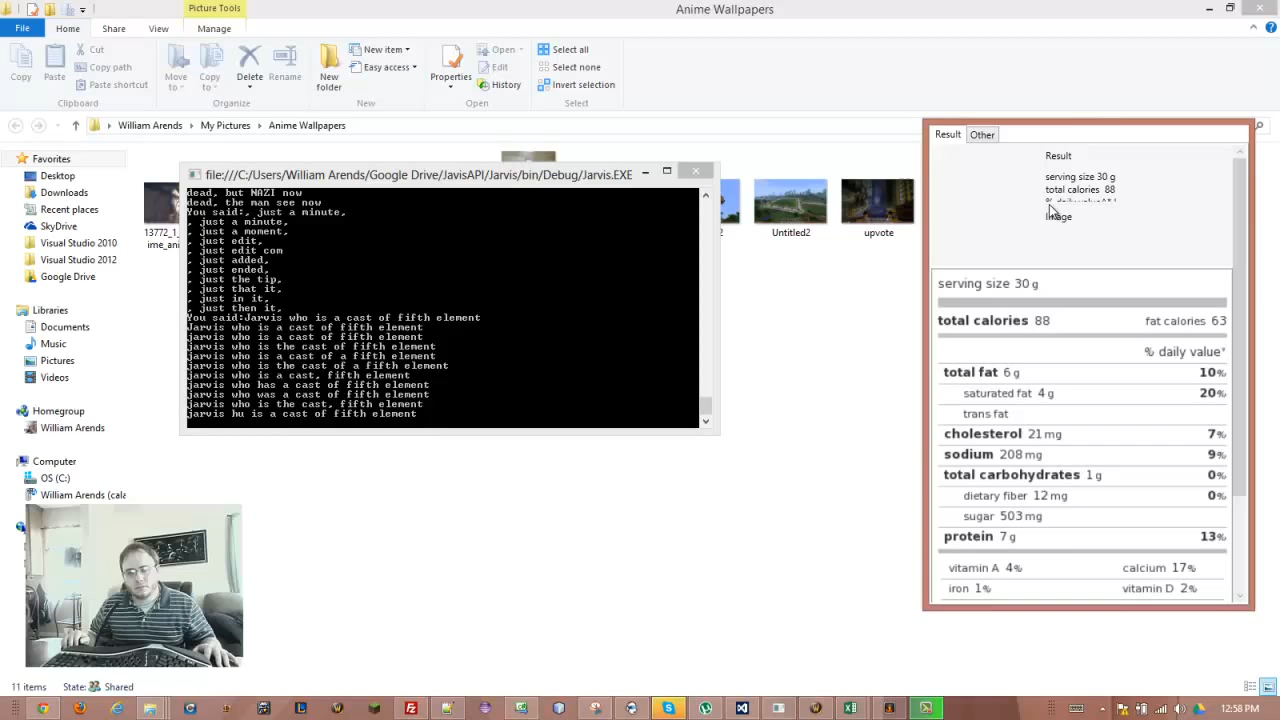 Picture Tools
Anime Wallpapers
File
Home
Share
View
Manage
Copy
Paste
Cut
Copy path
Paste shortcut
Move to
Copy to
Delete
Rename
New folder
New item
Easy access
Properties
Open
Edit
History
Select all
Select none
Invert selection
Clipboard
Organize
New
Open
Select
William Arends
My Pictures
Anime Wallpapers
Favorites
Desktop
Downloads
Recent places
SkyDrive
Visual Studio 2010
Visual Studio 2012
Google Drive
Libraries
Documents
Music
Pictures
Videos
Homegroup
William Arends
Computer
OS (C:)
William Arends (cala
13772_1
ime_ani
Untitled2
upvote
file:///C:/Users/William Arends/Google Drive/JavisAPI/Jarvis/bin/Debug/Jarvis.EXE
dead, but NAZI now
dead, the man see now
You said:, just a minute,
, just a minute,
, just a moment,
, just edit,
, just edit com
, just added,
, just ended,
, just the tip,
, just that it,
, just in it,
, just then it,
You said:Jarvis who is a cast of fifth element
Jarvis who is a cast of fifth element
jarvis who is a cast of fifth element
jarvis who is the cast of fifth element
jarvis who is a cast of a fifth element
jarvis who is the cast of a fifth element
jarvis who is a cast, fifth element
jarvis who has a cast of fifth element
jarvis who was a cast of fifth element
jarvis who is the cast, fifth element
jarvis hu is a cast of fifth element
Result
Other
Result
serving size 30 g
total calories 88
Image
serving size 30 g
total calories 88 fat calories 63
% daily value*
total fat 6 g 10%
saturated fat 4 g 20%
trans fat
cholesterol 21 mg 7%
sodium 208 mg 9%
total carbohydrates 1 g 0%
dietary fiber 12 mg 0%
sugar 503 mg
protein 7 g 13%
vitamin A 4% calcium 17%
iron 1% vitamin D 2%
11 items
State:
Shared
12:58 PM